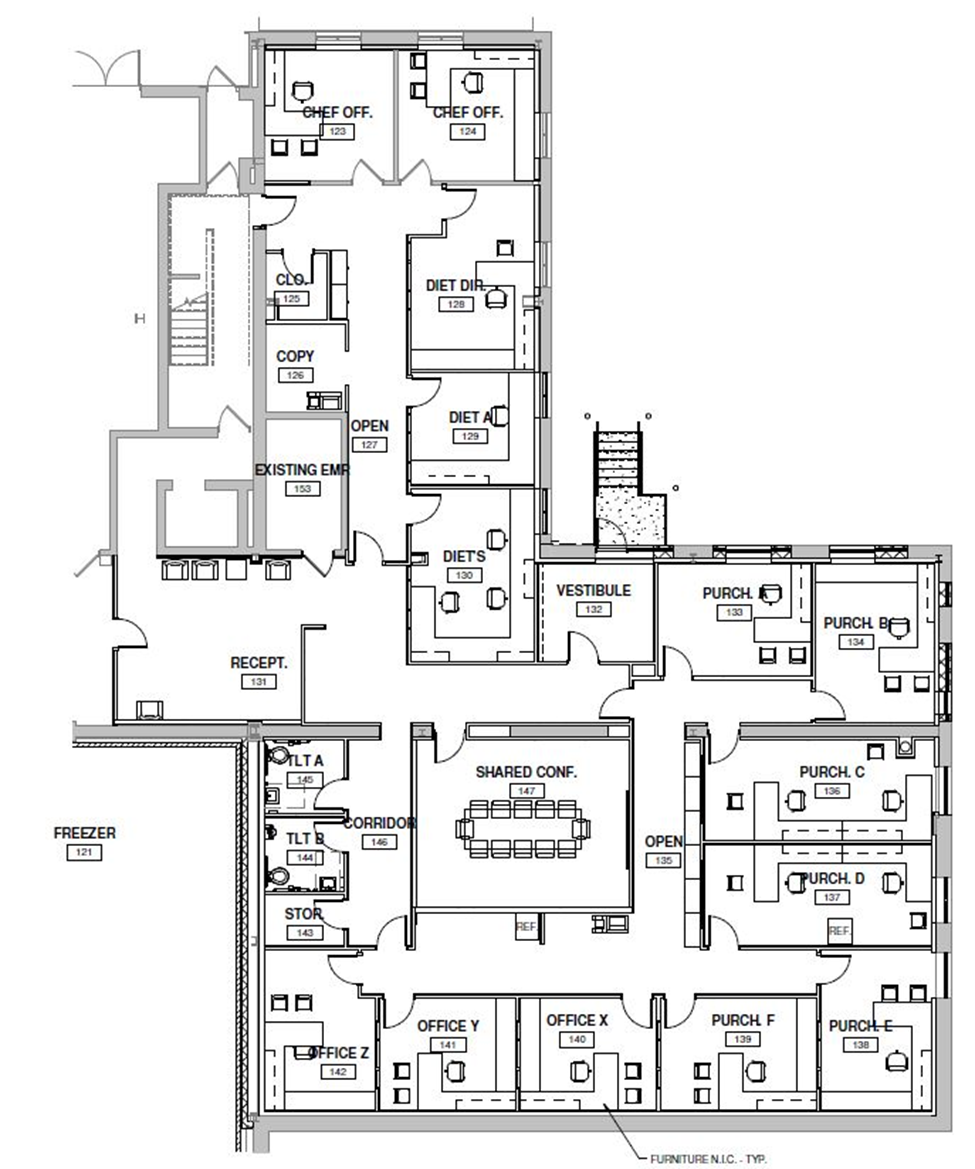 CHEF OFF.
123
CHEF OFF.
124
CLO.
125
DIET DIR.
128
COPY
126
DIET A
129
OPEN
127
EXISTING EMR
153
DIET'S
130
VESTIBULE
132
PURCH. A
133
PURCH. B
134
RECEPT.
131
TLT A
145
SHARED CONF.
147
PURCH. C
136
FREEZER
121
TLT B
144
CORRIDOR
146
OPEN
135
PURCH. D
137
STOR.
143
REF.
REF.
OFFICE Z
142
OFFICE Y
141
OFFICE X
140
PURCH. F
139
PURCH. E
138
FURNITURE N.I.C. - TYP.